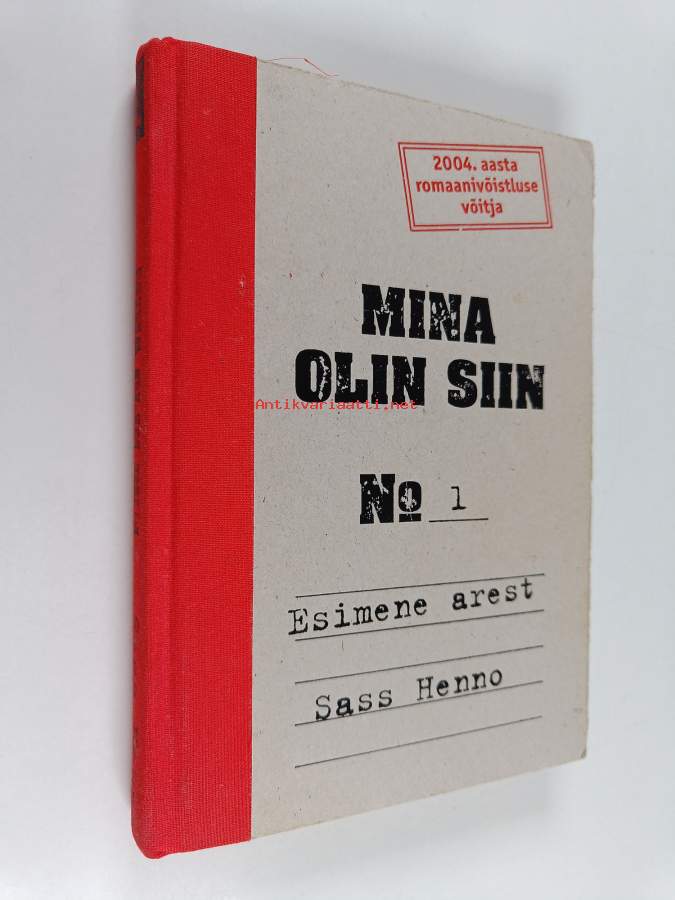 2004. aasta
romaanivõistluse
võitja
MINA
OLIN SIIN
Antikvariaatti.net
No 1
Esimene arest
Sass Henno